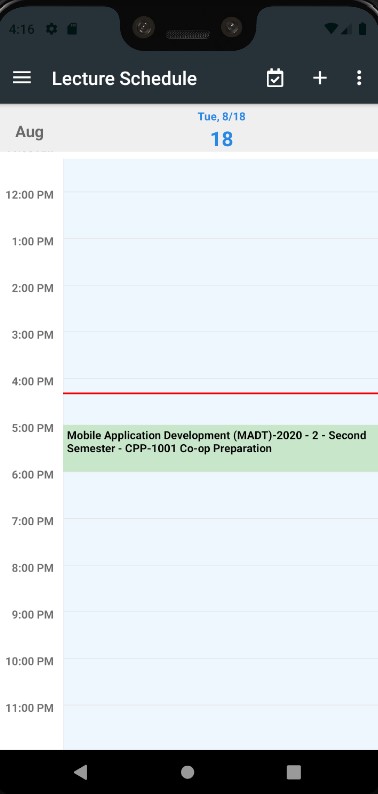 4:16
Lecture Schedule
Aug
Tue, 8/18
18
12:00 PM
1:00 PM
2:00 PM
3:00 PM
4:00 PM
5:00 PM
Mobile Application Development (MADT)-2020 - 2 - Second
Semester - CPP-1001 Co-op Preparation
6:00 PM
7:00 PM
8:00 PM
9:00 PM
10:00 PM
11:00 PM